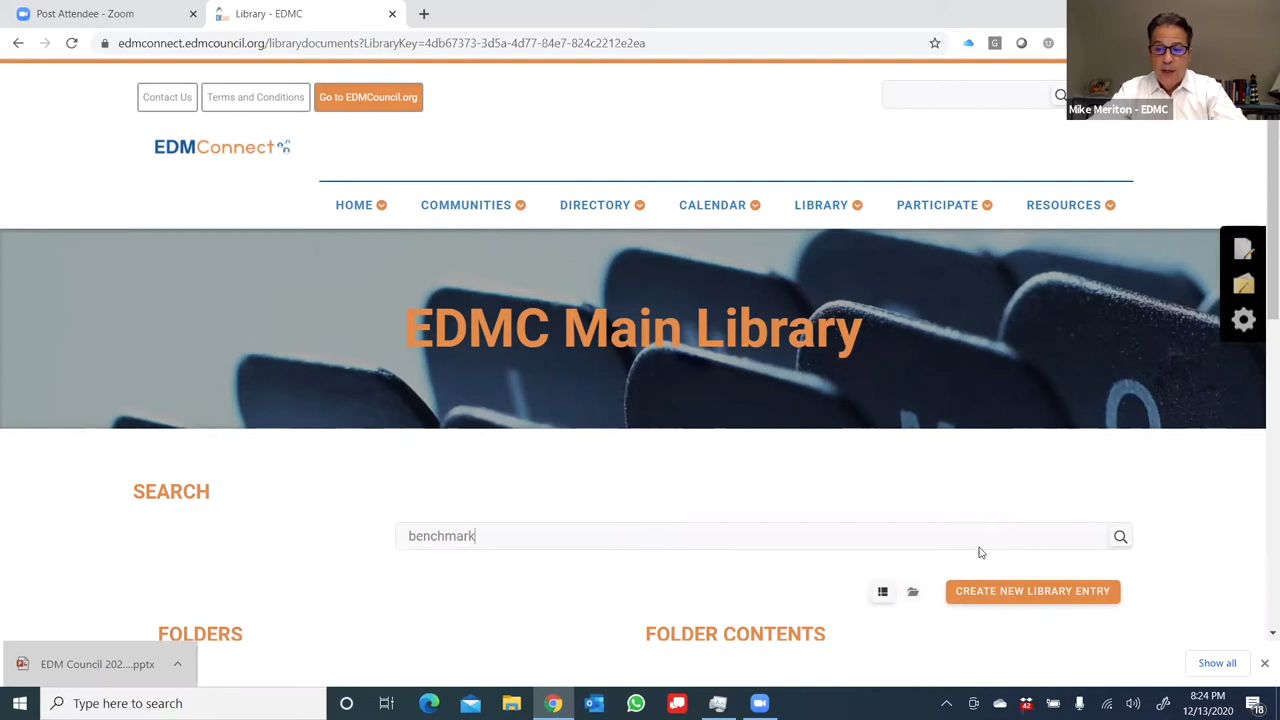 Post Attendee - Zoom
Library - EDMC
edmconnect.edmcouncil.org/librarydocuments?LibraryKey=4db67373-3d5a-4d77-84e7-824c2212e2ea
Mike Meriton - EDMC
Contact Us
Terms and Conditions
Go to EDMCouncil.org
EDMConnect
HOME
COMMUNITIES
DIRECTORY
CALENDAR
LIBRARY
PARTICIPATE
RESOURCES
EDMC Main Library
SEARCH
benchmark
CREATE NEW LIBRARY ENTRY
FOLDERS
FOLDER CONTENTS
EDM Council 202....pptx
Show all
Type here to search
42
8:24 PM
12/13/2020
18